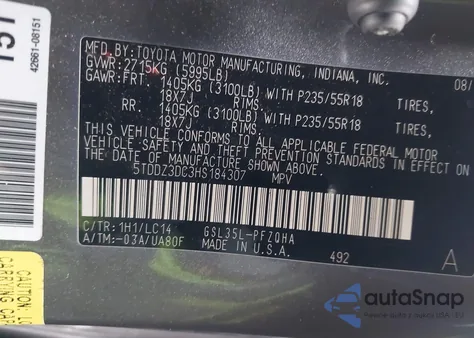 MFD.BY:TOYOTA MOTOR MANUFACTURING, INDIANA, INC. 08/
GVWR:2715KG (5995LB)
GAWR:FRT: 1405KG (3100LB) WITH P235/55R18 TIRES,
18X7J RIMS,
RR: 1405KG (3100LB) WITH P235/55R18 TIRES,
18X7J RIMS,
THIS VEHICLE CONFORMS TO ALL APPLICABLE FEDERAL MOTOR
VEHICLE SAFETY AND THEFT PREVENTION STANDARDS IN
EFFECT ON THE DATE OF MANUFACTURE SHOWN ABOVE.
5TDDZ3DC3HS184307 MPV
C/TR:1H1/LC14 GSL35L-PFZQHA
A/TM:-03A/UA80F MADE IN U.S.A. 492 A
151
42661-08151
autoSnap